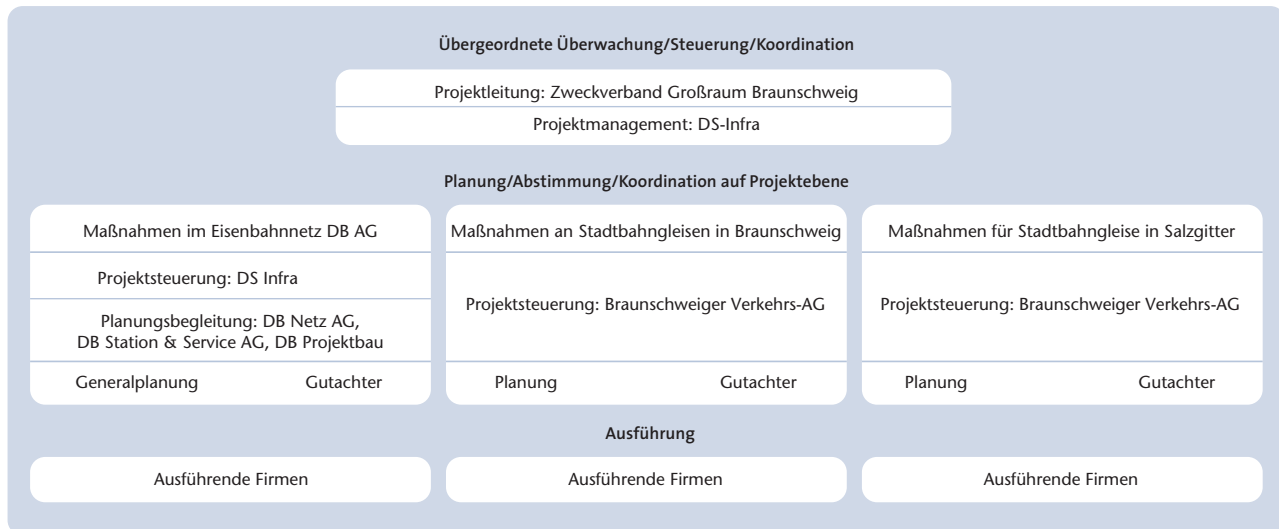 Übergeordnete Überwachung/Steuerung/Koordination
Projektleitung: Zweckverband Großraum Braunschweig
Projektmanagement: DS-Infra
Planung/Abstimmung/Koordination auf Projektebene
Maßnahmen im Eisenbahnnetz DB AG
Projektsteuerung: DS Infra
Planungsbegleitung: DB Netz AG,
DB Station & Service AG, DB Projektbau
Generalplanung Gutachter
Maßnahmen an Stadtbahngleisen in Braunschweig
Projektsteuerung: Braunschweiger Verkehrs-AG
Planung Gutachter
Maßnahmen für Stadtbahngleise in Salzgitter
Projektsteuerung: Braunschweiger Verkehrs-AG
Planung Gutachter
Ausführung
Ausführende Firmen
Ausführende Firmen
Ausführende Firmen